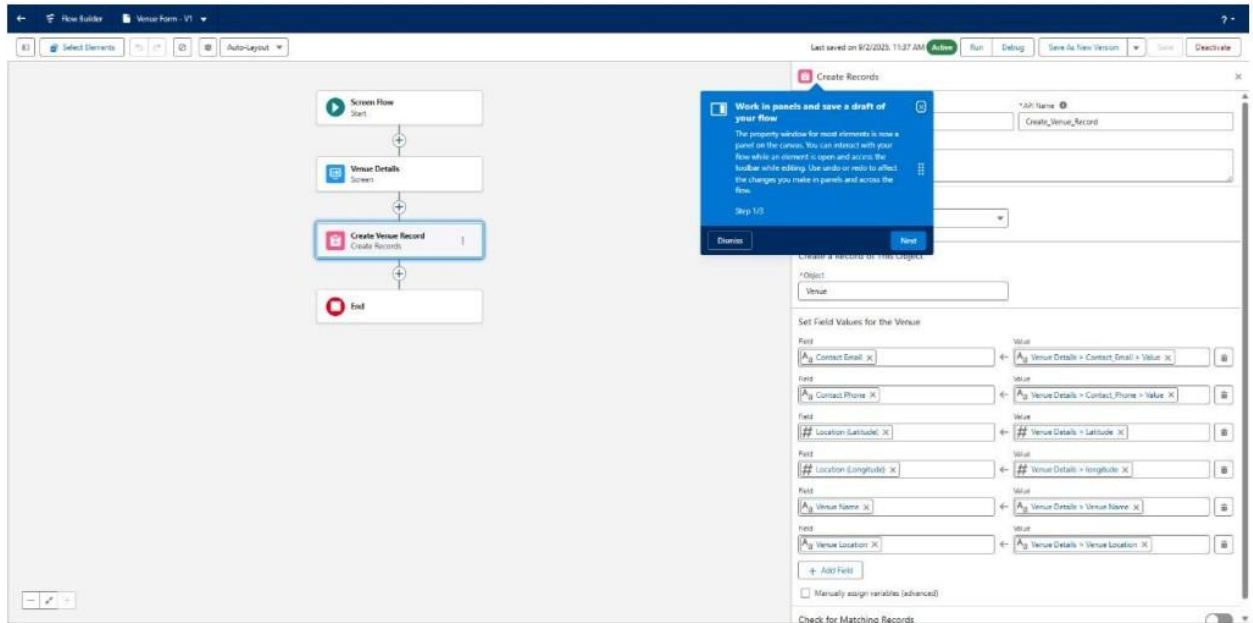 Flow Builder
Venue Form - V1
?
Select Elements
Auto-Layout
Last saved on 9/2/2025, 11:37 AM
Active
Run
Debug
Save As New Version
Save
Deactivate
Screen Flow
Start
Venue Details
Screen
Create Venue Record
Create Records
End
Create Records
Work in panels and save a draft of
your flow
The property window for most elements is now a
panel on the canvas. You can interact with your
flow while an element is open and access the
toolbar while editing. Use undo or redo to affect
the changes you make in panels and across the
flow.
Step 1/3
Dismiss
Next
*API Name
Create_Venue_Record
Create a Record of This Object
*Object
Venue
Set Field Values for the Venue
Field Value
Contact Email ← Venue Details > Contact_Email > Value
Field Value
Contact Phone ← Venue Details > Contact_Phone > Value
Field Value
Location (Latitude) ← Venue Details > Latitude
Field Value
Location (Longitude) ← Venue Details > longitude
Field Value
Venue Name ← Venue Details > Venue Name
Field Value
Venue Location ← Venue Details > Venue Location
+ Add Field
Manually assign variables (advanced)
Check for Matching Records